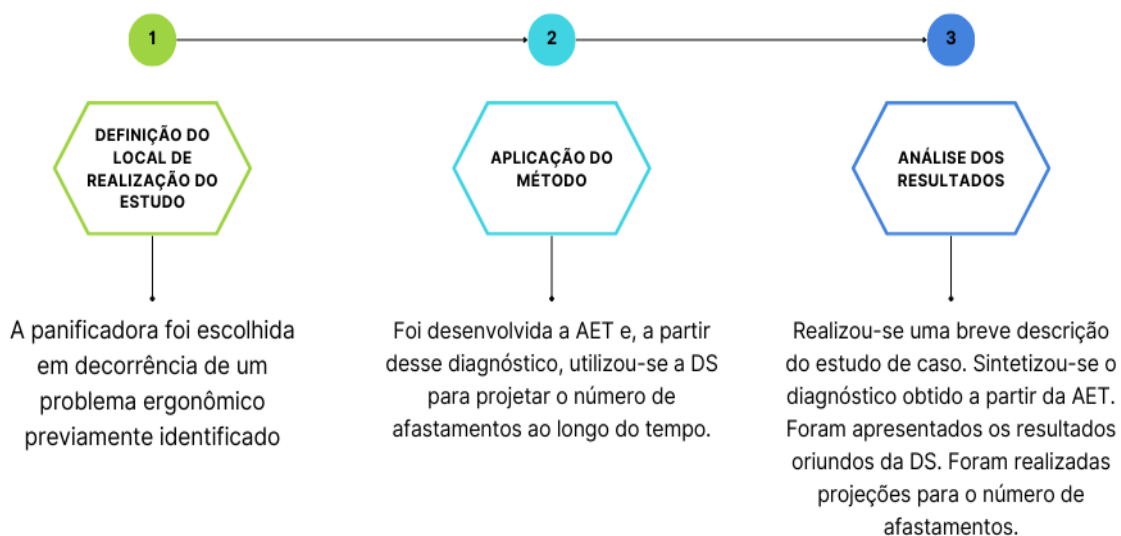 1
2
3
DEFINIÇÃO DO
LOCAL DE
REALIZAÇÃO DO
ESTUDO
APLICAÇÃO DO
MÉTODO
ANÁLISE DOS
RESULTADOS
A panificadora foi escolhida
em decorrência de um
problema ergonômico
previamente identificado
Foi desenvolvida a AET e, a partir
desse diagnóstico, utilizou-se a DS
para projetar o número de
afastamentos ao longo do tempo.
Realizou-se uma breve descrição
do estudo de caso. Sintetizou-se o
diagnóstico obtido a partir da AET.
Foram apresentados os resultados
oriundos da DS. Foram realizadas
projeções para o número de
afastamentos.